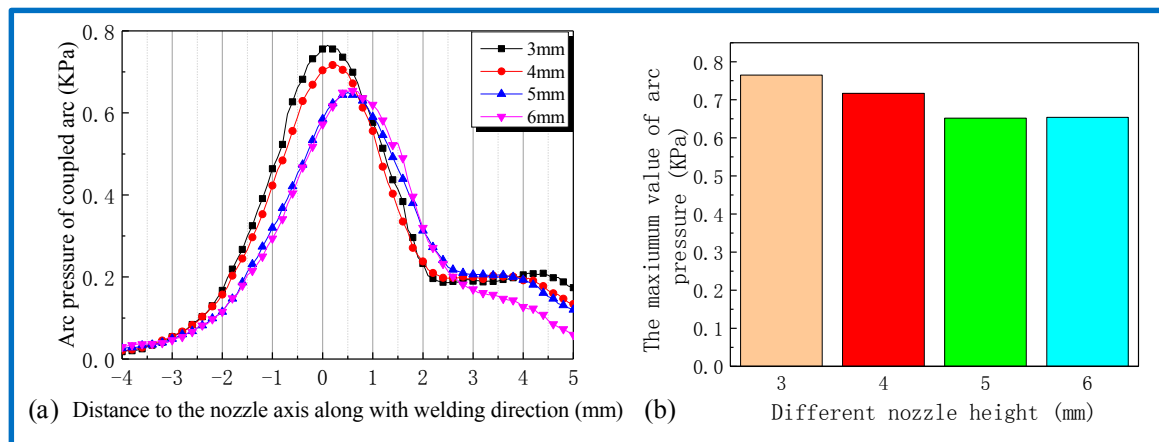 Arc pressure of coupled arc (KPa)
0.8
0.6
0.4
0.2
0.0
-4 -3 -2 -1 0 1 2 3 4 5
3mm
4mm
5mm
6mm
(a) Distance to the nozzle axis along with welding direction (mm)
The maxiumum value of arc
pressure (KPa)
0.8
0.7
0.6
0.5
0.4
0.3
0.2
0.1
0.0
3 4 5 6
(b) Different nozzle height (mm)